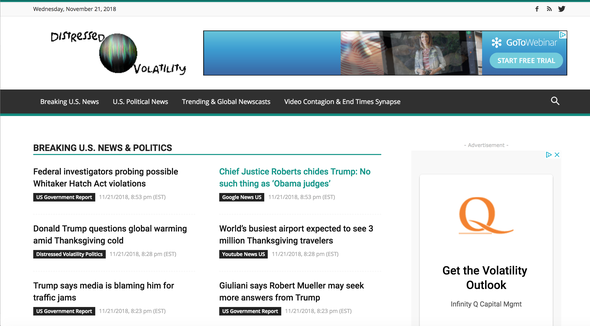 Wednesday, November 21, 2018
DISTRESSED
VOLATILITY
GoToWebinar
START FREE TRIAL
Breaking U.S. News
U.S. Political News
Trending & Global Newscasts
Video Contagion & End Times Synapse
BREAKING U.S. NEWS & POLITICS
Federal investigators probing possible
Whitaker Hatch Act violations
US Government Report 11/21/2018, 8:53 pm (EST)
Chief Justice Roberts chides Trump: No
such thing as ‘Obama judges’
Google News US 11/21/2018, 8:53 pm (EST)
Donald Trump questions global warming
amid Thanksgiving cold
Distressed Volatility Politics 11/21/2018, 8:28 pm (EST)
World's busiest airport expected to see 3
million Thanksgiving travelers
Youtube News US 11/21/2018, 8:28 pm (EST)
Trump says media is blaming him for
traffic jams
US Government Report 11/21/2018, 8:23 pm (EST)
Giuliani says Robert Mueller may seek
more answers from Trump
US Government Report 11/21/2018, 8:23 pm (EST)
- Advertisement -
Q
Get the Volatility
Outlook
Infinity Q Capital Mgmt